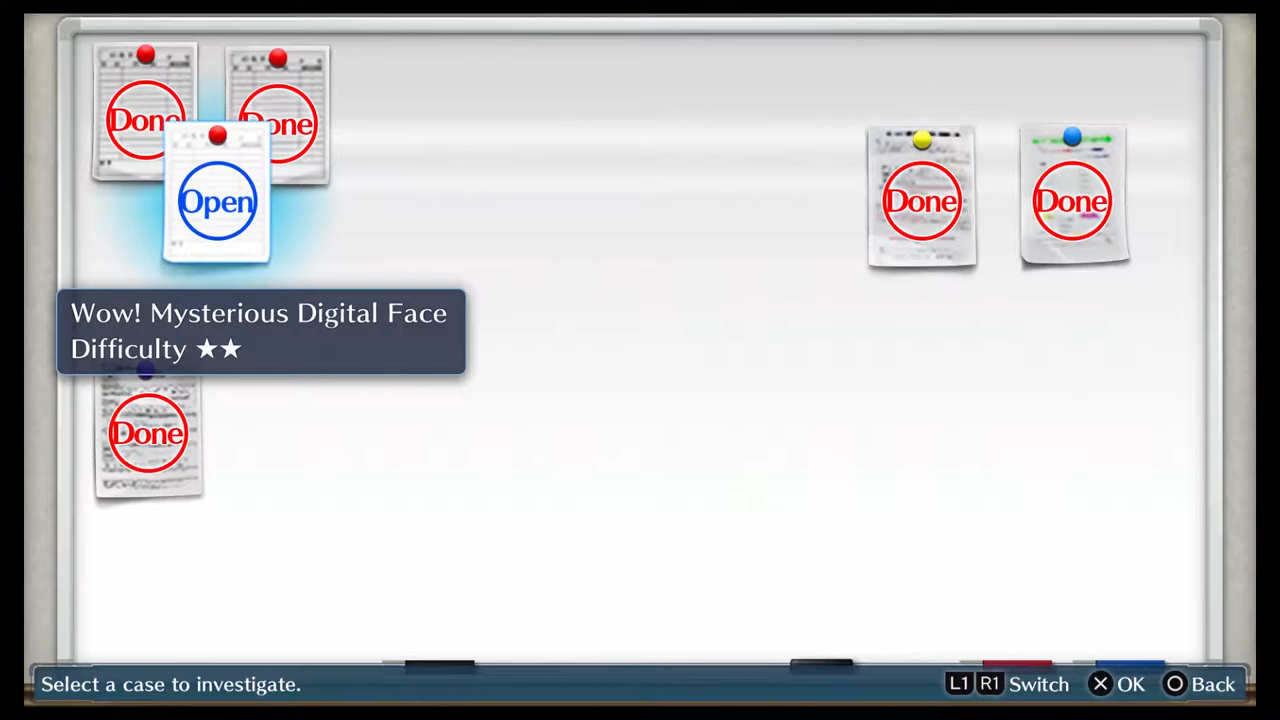 Done
Done
Open
Done
Done
Wow! Mysterious Digital Face
Difficulty ★★
Done
Select a case to investigate.
L1 R1 Switch OK Back